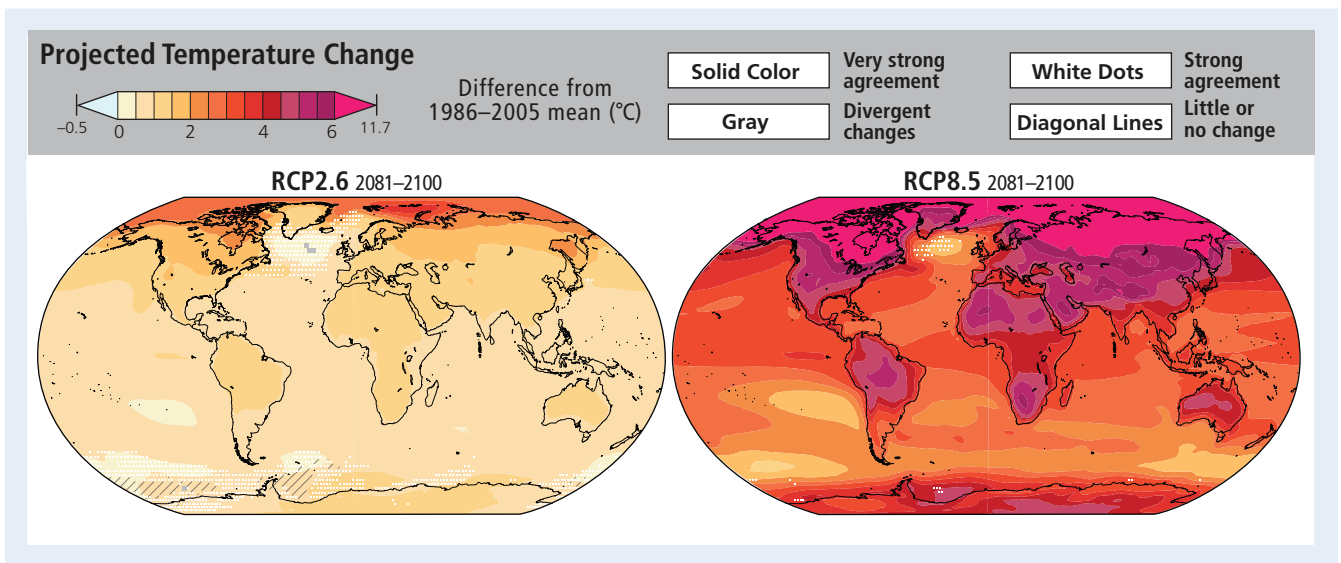 Projected Temperature Change
−0.5 0 2 4 6 11.7
Difference from
1986–2005 mean (°C)
Solid Color
Very strong
agreement
White Dots
Strong
agreement
Gray
Divergent
changes
Diagonal Lines
Little or
no change
RCP2.6 2081–2100
RCP8.5 2081–2100